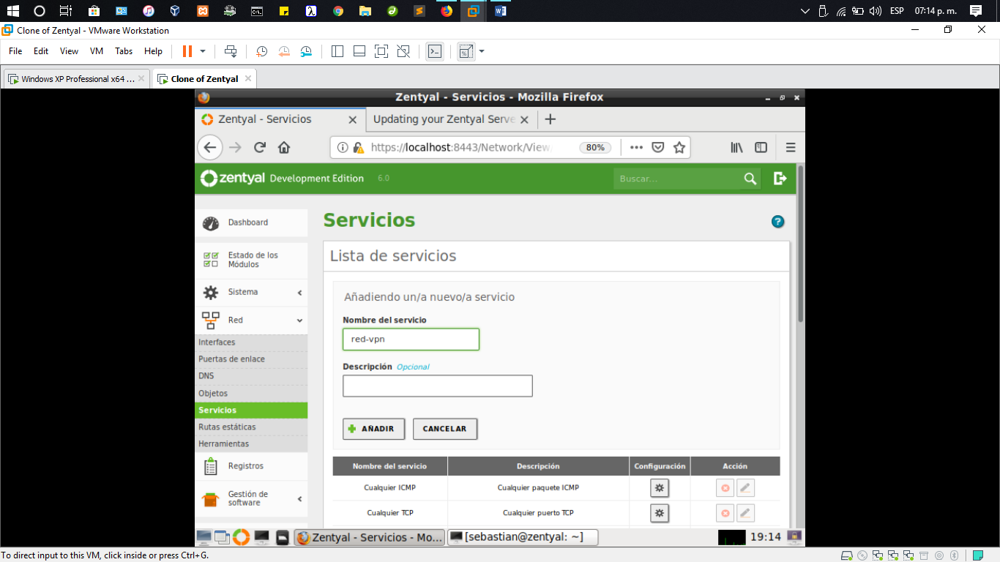 ESP 07:14 p. m.
Clone of Zentyal - VMware Workstation
File Edit View VM Tabs Help
Windows XP Professional x64 ... Clone of Zentyal
Zentyal - Servicios - Mozilla Firefox
Zentyal - Servicios Updating your Zentyal Serve
https://localhost:8443/Network/View 80%
zentyal Development Edition 6.0 Buscar...
Dashboard
Estado de los
Módulos
Sistema
Red
Interfaces
Puertas de enlace
DNS
Objetos
Servicios
Rutas estáticas
Herramientas
Registros
Gestión de
software
Servicios
?
Lista de servicios
Añadiendo un/a nuevo/a servicio
Nombre del servicio
red-vpn
Descripción Opcional
AÑADIR CANCELAR
Nombre del servicio Descripción Configuración Acción
Cualquier ICMP Cualquier paquete ICMP
Cualquier TCP Cualquier puerto TCP
Zentyal - Servicios - Mo... [sebastian@zentyal: ~] 19:14
To direct input to this VM, click inside or press Ctrl+G.